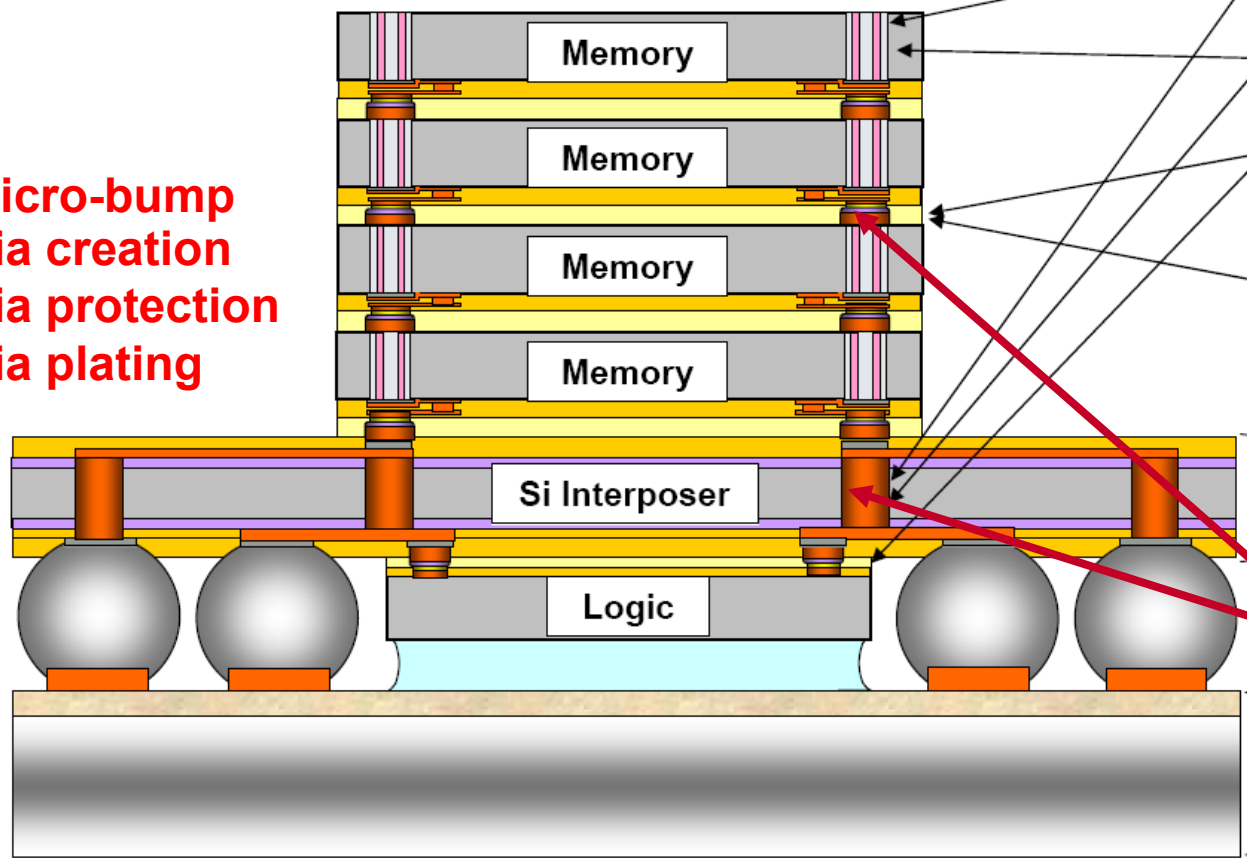 Memory
Memory
icro-bump
ia creation
Memory
ia protection
ia plating
Memory
Si Interposer
Logic